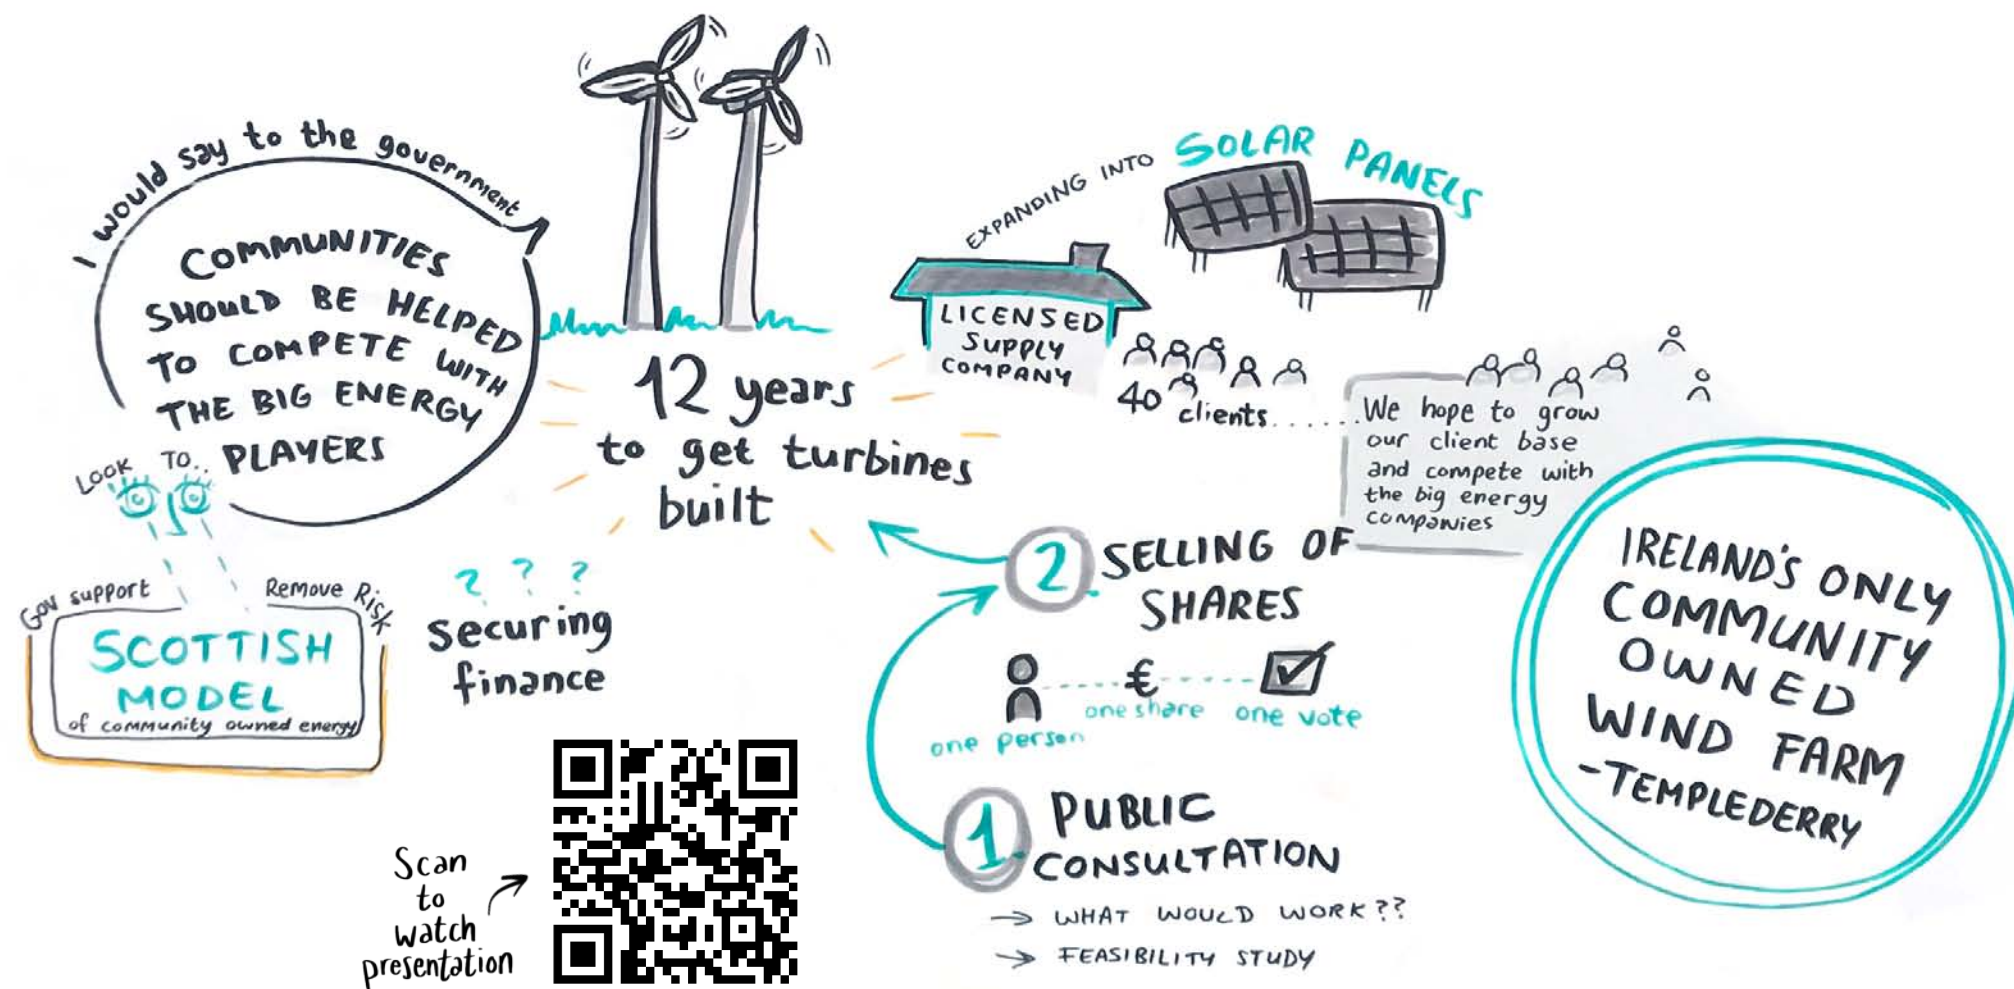 I would say to the government
COMMUNITIES
SHOULD BE HELPED
TO COMPETE WITH
THE BIG ENERGY
PLAYERS
LOOK TO..
Gov support
Remove Risk
SCOTTISH
MODEL
of community owned energy
? ? ?
securing
finance
12 years
to get turbines
built
EXPANDING INTO
SOLAR PANELS
LICENSED
SUPPLY
COMPANY
40 clients......
We hope to grow
our client base
and compete with
the big energy
companies
2 SELLING OF
SHARES
€
one person
one share
one vote
1 PUBLIC
CONSULTATION
→ WHAT WOULD WORK??
→ FEASIBILITY STUDY
IRELAND'S ONLY
COMMUNITY
OWNED
WIND FARM
-TEMPLEDERRY
Scan
to
watch
presentation